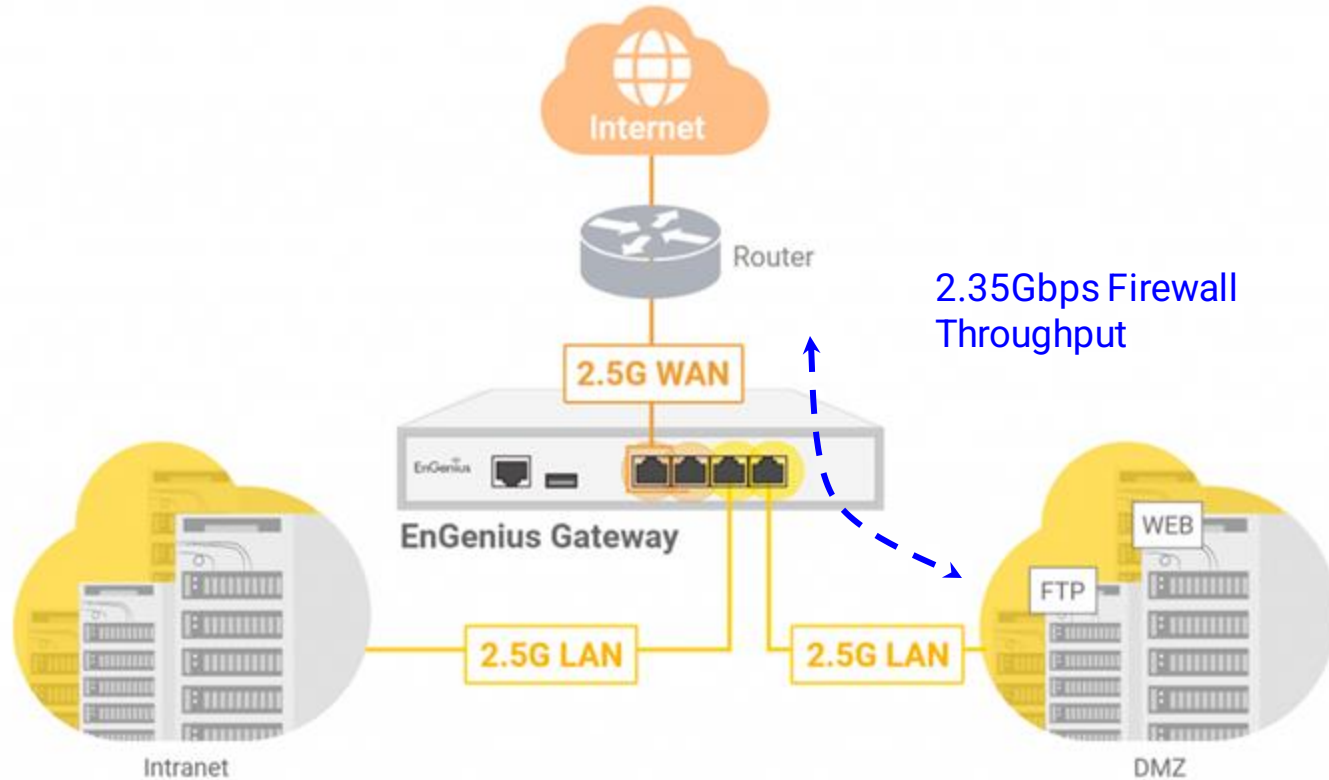 Internet
Router
2.35Gbps Firewall
Throughput
2.5G WAN
EnGenius
EnGenius Gateway
WEB
FTP
2.5G LAN
2.5G LAN
Intranet
DMZ